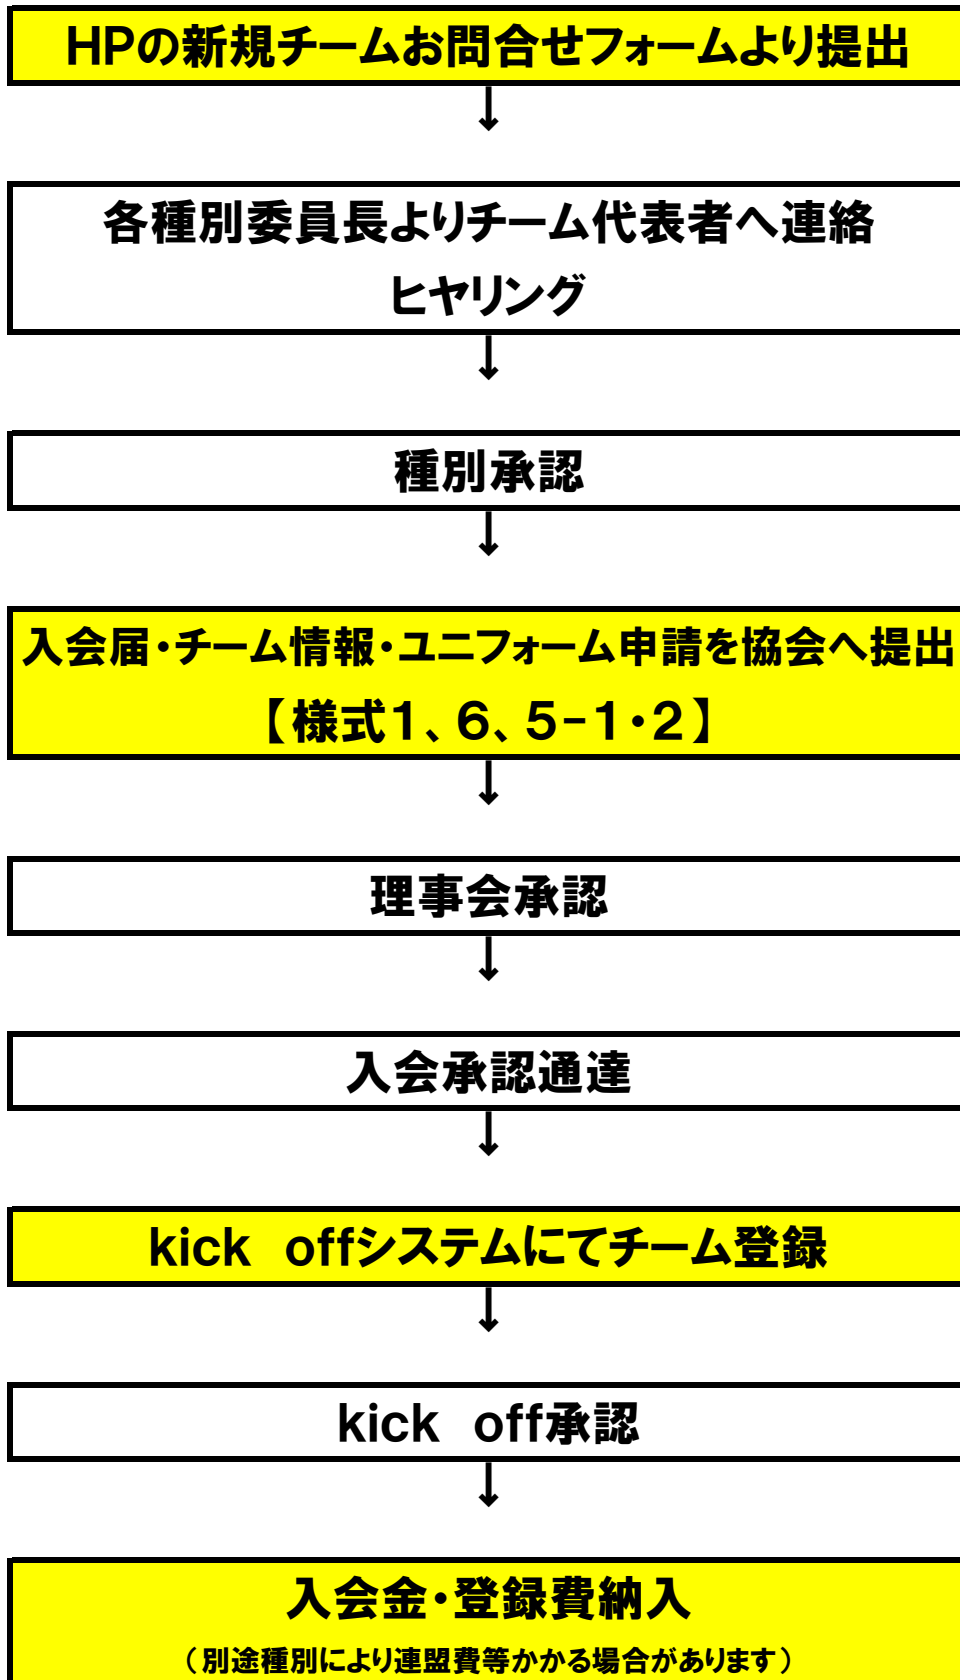 HPの新規チームお問合せフォームより提出
↓
各種別委員長よりチーム代表者へ連絡
ヒヤリング
↓
種別承認
↓
入会届・チーム情報・ユニフォーム申請を協会へ提出
【様式1、6、5-1・2】
↓
理事会承認
↓
入会承認通達
↓
kick　offシステムにてチーム登録
↓
kick　off承認
↓
入会金・登録費納入
（別途種別により連盟費等かかる場合があります）